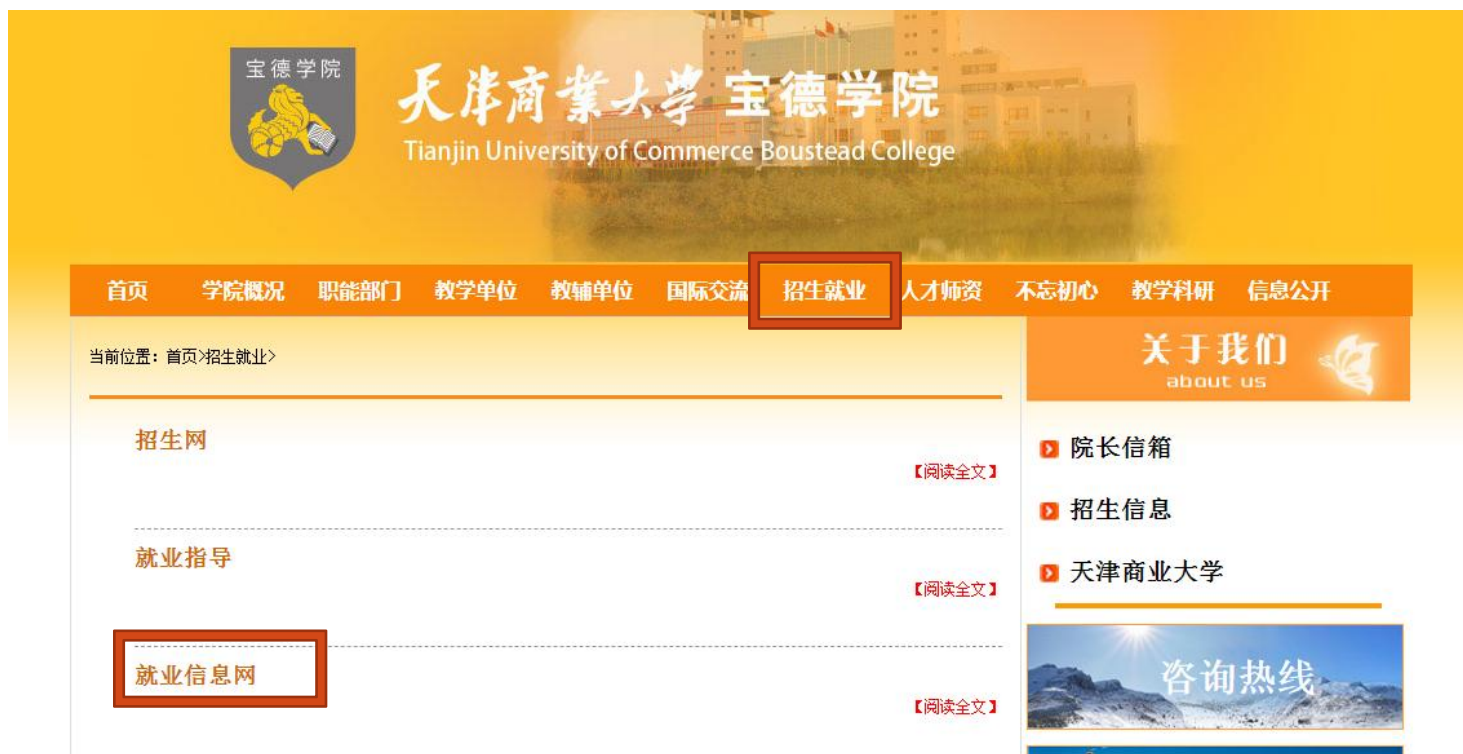 宝德学院
天津商業大学 宝德学院
Tianjin University of Commerce Boustead College
首页 学院概况 职能部门 教学单位 教辅单位 国际交流 招生就业 人才师资 不忘初心 教学科研 信息公开
当前位置：首页>招生就业>
招生网
【阅读全文】
就业指导
【阅读全文】
就业信息网
【阅读全文】
关于我们
about us
院长信箱
招生信息
天津商业大学
咨询热线